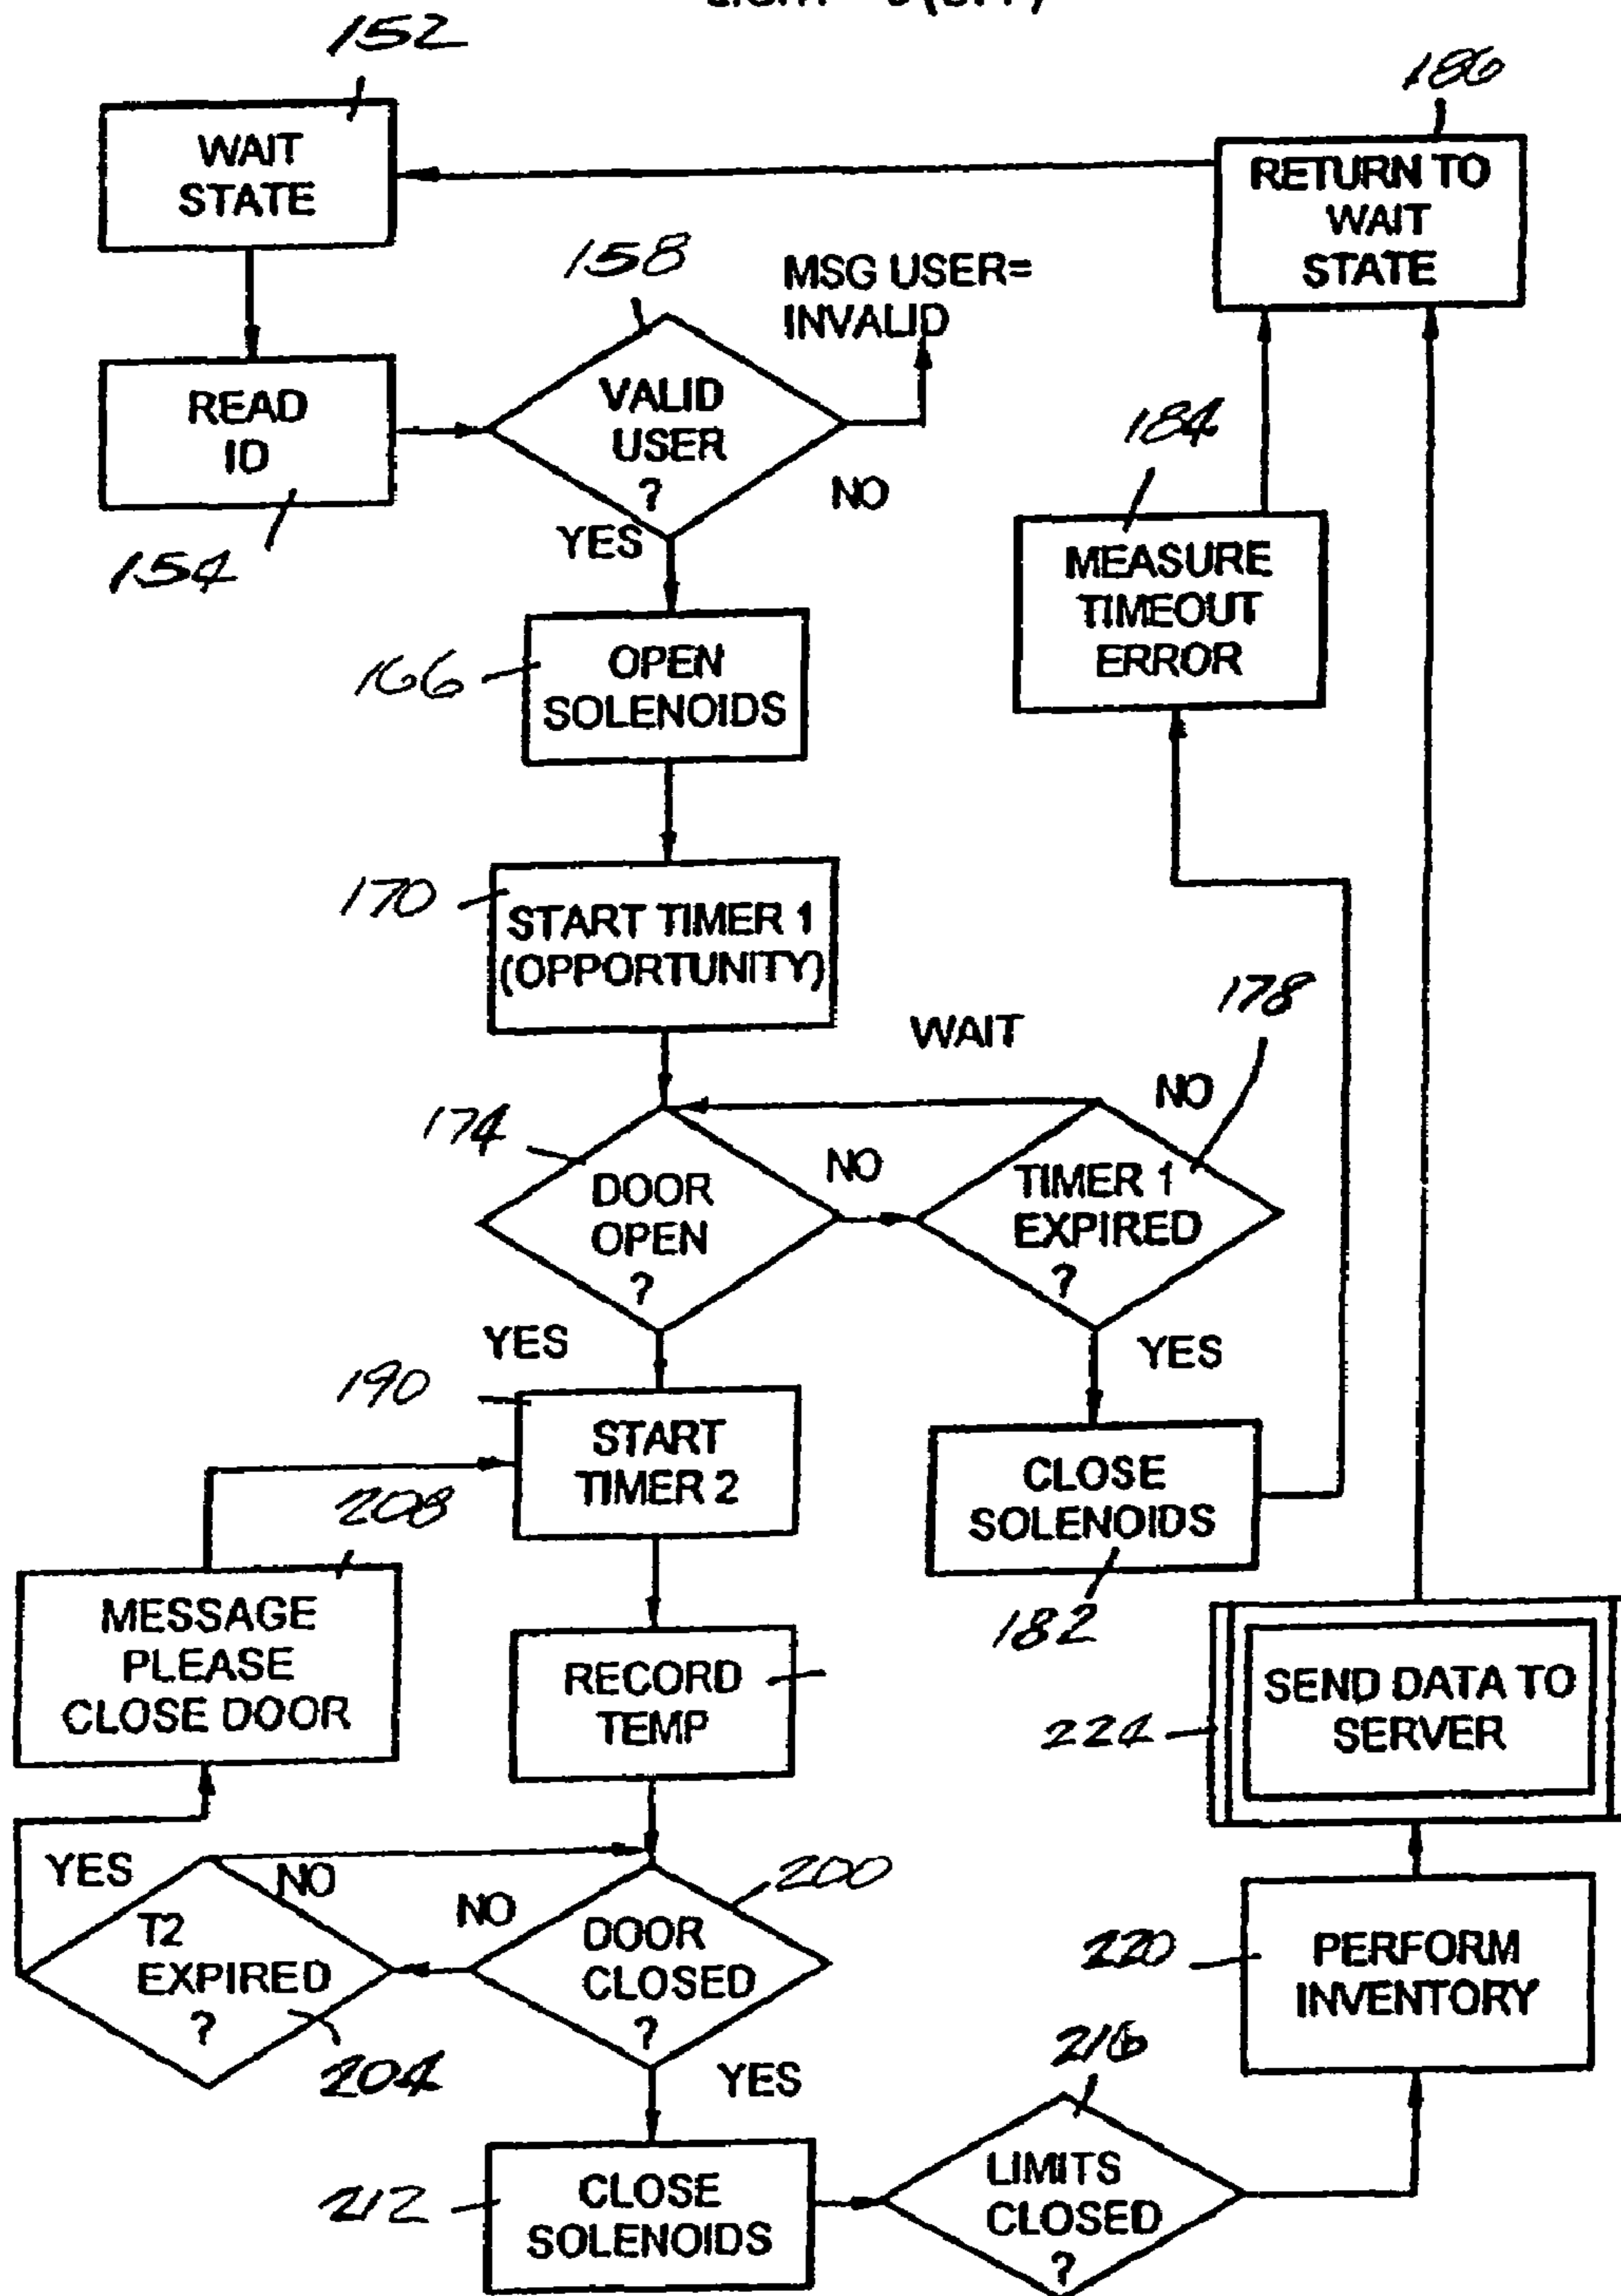 152
186
WAIT
STATE
RETURN TO
WAIT
STATE
158
MSG USER=
INVALID
READ
ID
VALID
USER
?
NO
YES
154
184
MEASURE
TIMEOUT
ERROR
166
OPEN
SOLENOIDS
170
START TIMER 1
(OPPORTUNITY)
178
WAIT
NO
174
DOOR
OPEN
?
NO
TIMER 1
EXPIRED
?
YES
YES
190
START
TIMER 2
CLOSE
SOLENOIDS
182
208
MESSAGE
PLEASE
CLOSE DOOR
RECORD
TEMP
224
SEND DATA TO
SERVER
YES
NO
NO
200
T2
EXPIRED
?
204
DOOR
CLOSED
?
YES
220
PERFORM
INVENTORY
216
212
CLOSE
SOLENOIDS
LIMITS
CLOSED
?